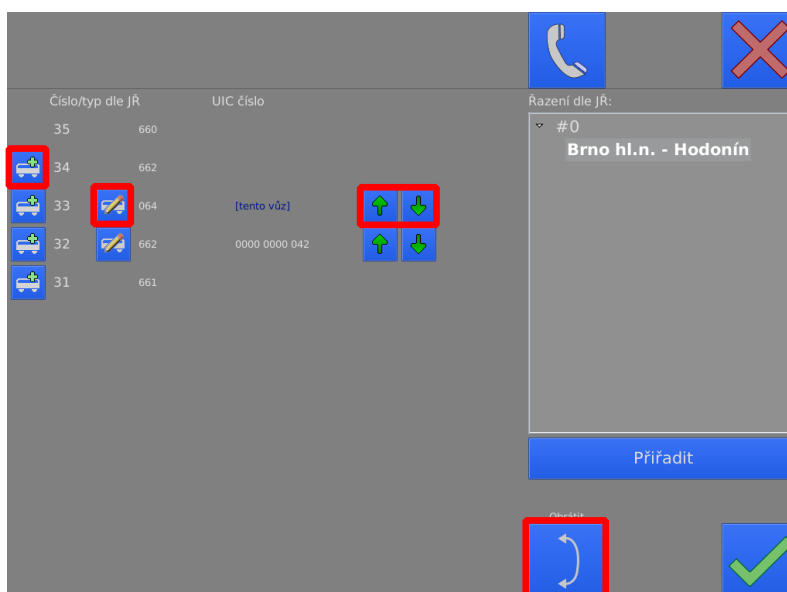 Číslo/typ dle JŘ UIC číslo Řazení dle JŘ:
35 660
34 662
33 064 [tento vůz]
32 662 0000 0000 042
31 661
#0
Brno hl.n. - Hodonín
Přiřadit
Obrátit